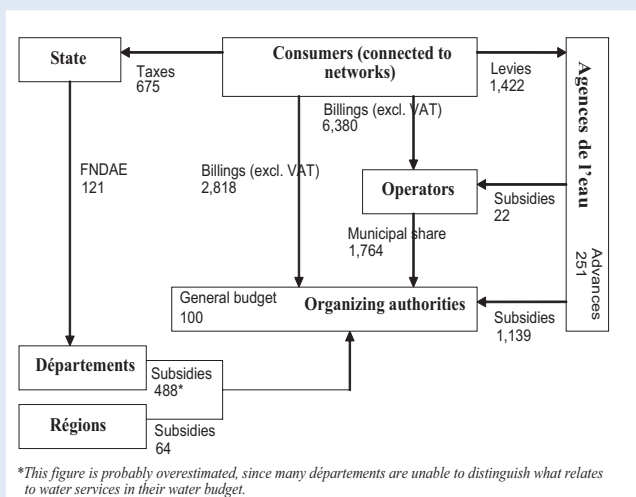 State
Taxes
675
Consumers (connected to
networks)
Levies
1,422
Agences de l'eau
Advances
251
Billings (excl. VAT)
6,380
FNDAE
121
Billings (excl. VAT)
2,818
Operators
Subsidies
22
Municipal share
1,764
General budget
100
Organizing authorities
Subsidies
1,139
Départements
Subsidies
488*
Régions
Subsidies
64
*This figure is probably overestimated, since many départements are unable to distinguish what relates
to water services in their water budget.